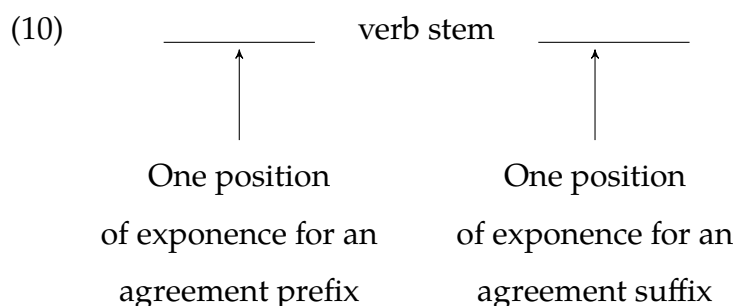 (10) verb stem
One position One position
of exponence for an of exponence for an
agreement prefix agreement suffix